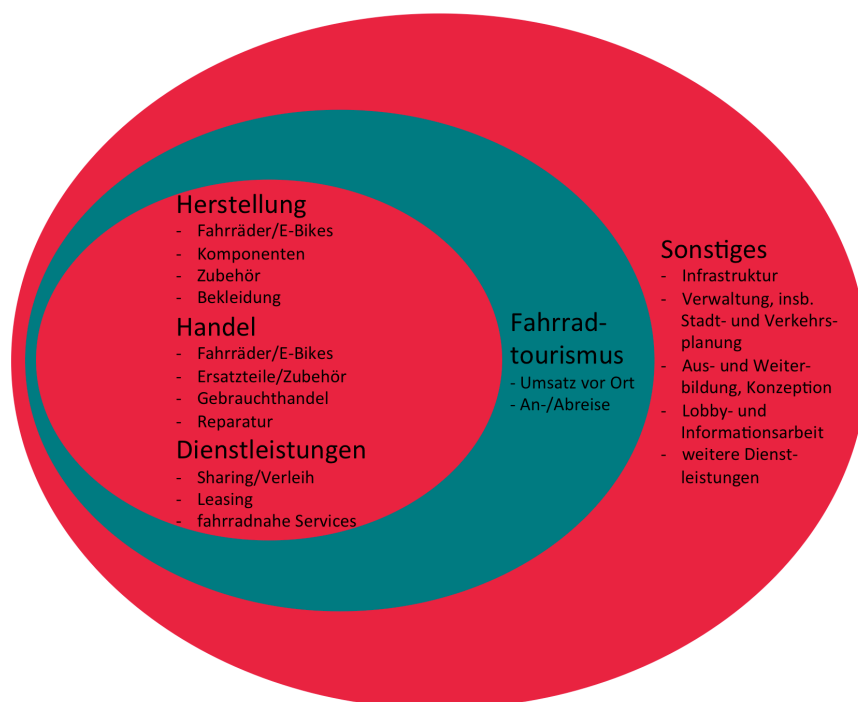 Herstellung
- Fahrräder/E-Bikes
- Komponenten
- Zubehör
- Bekleidung
Handel
- Fahrräder/E-Bikes
- Ersatzteile/Zubehör
- Gebrauchthandel
- Reparatur
Dienstleistungen
- Sharing/Verleih
- Leasing
- fahrradnahe Services
Fahrrad-
tourismus
- Umsatz vor Ort
- An-/Abreise
Sonstiges
- Infrastruktur
- Verwaltung, insb.
Stadt- und Verkehrs-
planung
- Aus- und Weiter-
bildung, Konzeption
- Lobby- und
Informationsarbeit
- weitere Dienst-
leistungen